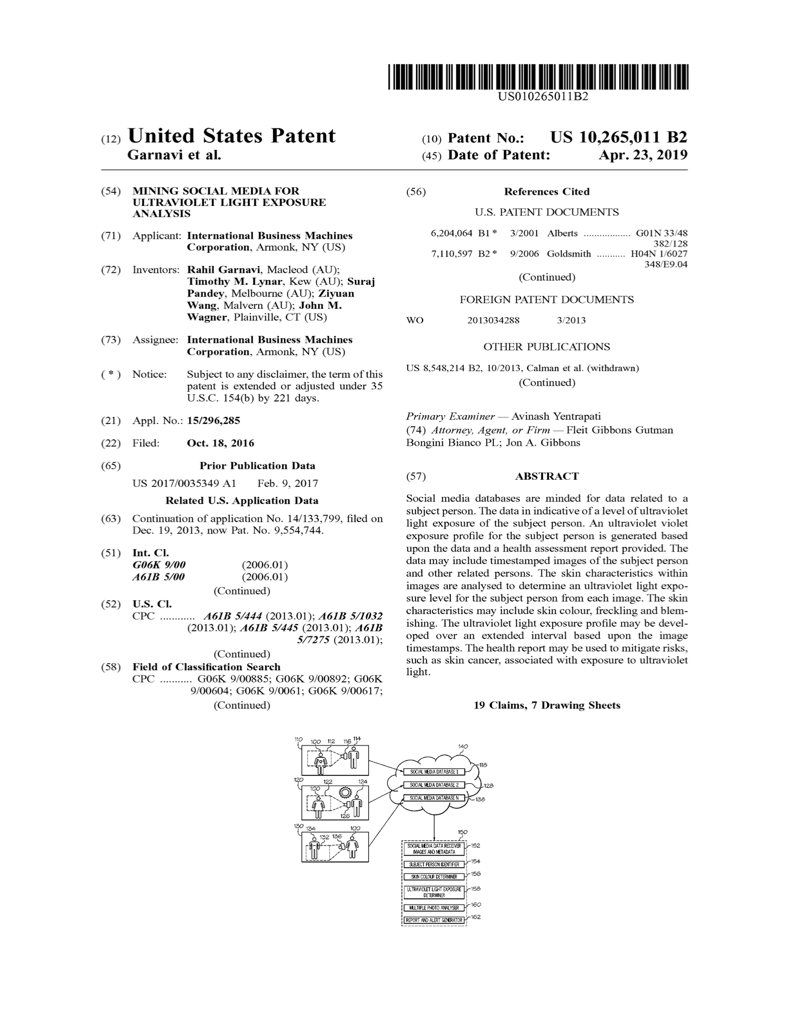 US010265011B2
(12) United States Patent
Garnavi et al.
(10) Patent No.: US 10,265,011 B2
(45) Date of Patent: Apr. 23, 2019
(54) MINING SOCIAL MEDIA FOR
ULTRAVIOLET LIGHT EXPOSURE
ANALYSIS
(71) Applicant: International Business Machines
Corporation, Armonk, NY (US)
(72) Inventors: Rahil Garnavi, Macleod (AU);
Timothy M. Lynar, Kew (AU); Suraj
Pandey, Melbourne (AU); Ziyuan
Wang, Malvern (AU); John M.
Wagner, Plainville, CT (US)
(73) Assignee: International Business Machines
Corporation, Armonk, NY (US)
( * ) Notice: Subject to any disclaimer, the term of this
patent is extended or adjusted under 35
U.S.C. 154(b) by 221 days.
(21) Appl. No.: 15/296,285
(22) Filed: Oct. 18, 2016
(65) Prior Publication Data
US 2017/0035349 A1 Feb. 9, 2017
Related U.S. Application Data
(63) Continuation of application No. 14/133,799, filed on
Dec. 19, 2013, now Pat. No. 9,554,744.
(51) Int. Cl.
G06K 9/00 (2006.01)
A61B 5/00 (2006.01)
(Continued)
(52) U.S. Cl.
CPC ............ A61B 5/444 (2013.01); A61B 5/1032
(2013.01); A61B 5/445 (2013.01); A61B
5/7275 (2013.01);
(Continued)
(58) Field of Classification Search
CPC ........... G06K 9/00885; G06K 9/00892; G06K
9/00604; G06K 9/0061; G06K 9/00617;
(Continued)
(56) References Cited
U.S. PATENT DOCUMENTS
6,204,064 B1 * 3/2001 Alberts .................. G01N 33/48
382/128
7,110,597 B2 * 9/2006 Goldsmith ........... H04N 1/6027
348/E9.04
(Continued)
FOREIGN PATENT DOCUMENTS
WO 2013034288 3/2013
OTHER PUBLICATIONS
US 8,548,214 B2, 10/2013, Calman et al. (withdrawn)
(Continued)
Primary Examiner — Avinash Yentrapati
(74) Attorney, Agent, or Firm — Fleit Gibbons Gutman
Bongini Bianco PL; Jon A. Gibbons
(57) ABSTRACT
Social media databases are minded for data related to a
subject person. The data in indicative of a level of ultraviolet
light exposure of the subject person. An ultraviolet violet
exposure profile for the subject person is generated based
upon the data and a health assessment report provided. The
data may include timestamped images of the subject person
and other related persons. The skin characteristics within
images are analysed to determine an ultraviolet light expo-
sure level for the subject person from each image. The skin
characteristics may include skin colour, freckling and blem-
ishing. The ultraviolet light exposure profile may be devel-
oped over an extended interval based upon the image
timestamps. The health report may be used to mitigate risks,
such as skin cancer, associated with exposure to ultraviolet
light.
19 Claims, 7 Drawing Sheets
110 100 112 116 114
120 100 122 124
126
130 134 132 136 100
140
SOCIAL MEDIA DATABASE 1 118
SOCIAL MEDIA DATABASE 2 128
SOCIAL MEDIA DATABASE N 138
150
SOCIAL MEDIA DATA RECEIVER
IMAGES AND METADATA 152
SUBJECT PERSON IDENTIFER 154
SKIN COLOUR DETERMINER 156
ULTRAVIOLET LIGHT EXPOSURE
DETERMINER 158
MULTIPLE PHOTO ANALYSER 160
REPORT AND ALERT GENERATOR 162